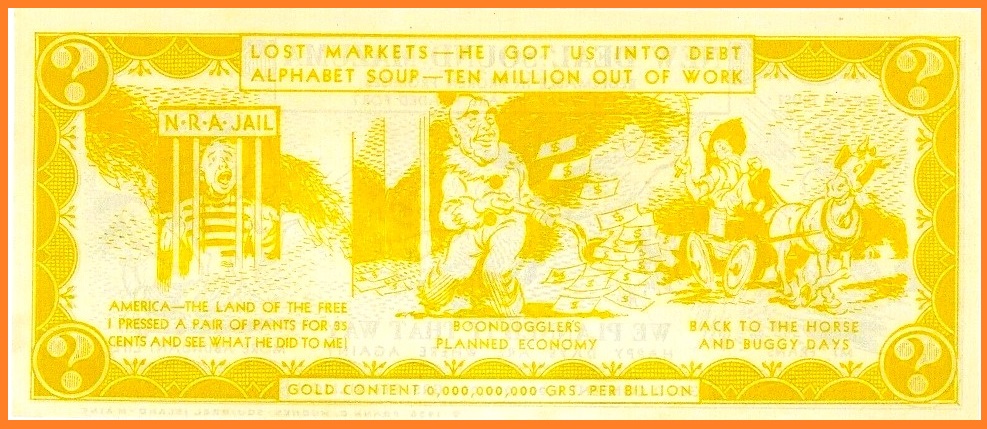 LOST MARKETS—HE GOT US INTO DEBT
ALPHABET SOUP—TEN MILLION OUT OF WORK
N·R·A·JAIL
AMERICA—THE LAND OF THE FREE
I PRESSED A PAIR OF PANTS FOR 35
CENTS AND SEE WHAT HE DID TO ME!
BOONDOGGLER'S
PLANNED ECONOMY
BACK TO THE HORSE
AND BUGGY DAYS
GOLD CONTENT 0,000,000,000 GRS. PER BILLION